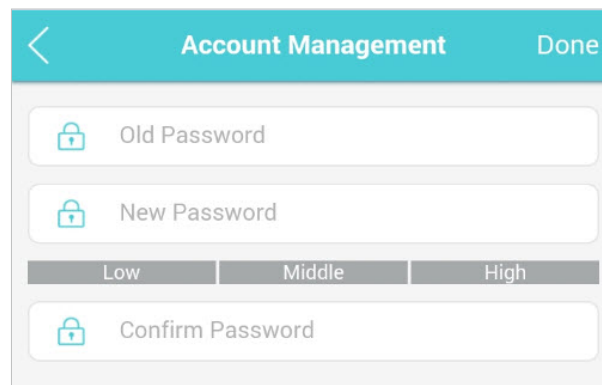 Account Management Done
Old Password
New Password
Low Middle High
Confirm Password